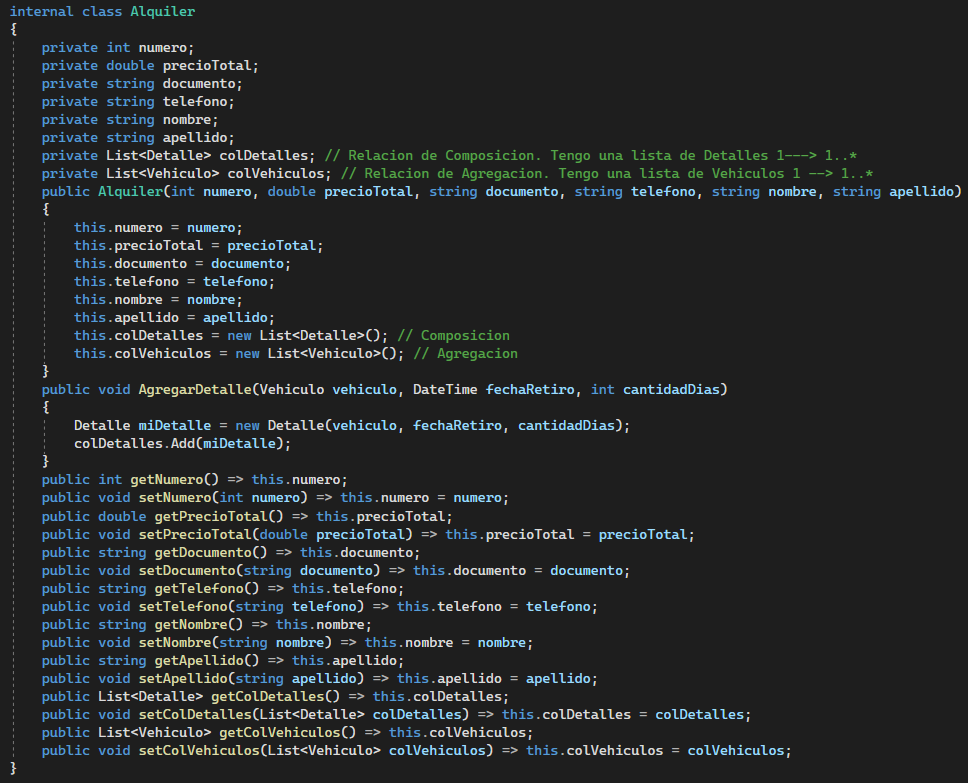 internal class Alquiler
{
    private int numero;
    private double precioTotal;
    private string documento;
    private string telefono;
    private string nombre;
    private string apellido;
    private List<Detalle> colDetalles; // Relacion de Composicion. Tengo una lista de Detalles 1---> 1..*
    private List<Vehiculo> colVehiculos; // Relacion de Agregacion. Tengo una lista de Vehiculos 1 --> 1..*
    public Alquiler(int numero, double precioTotal, string documento, string telefono, string nombre, string apellido)
    {
        this.numero = numero;
        this.precioTotal = precioTotal;
        this.documento = documento;
        this.telefono = telefono;
        this.nombre = nombre;
        this.apellido = apellido;
        this.colDetalles = new List<Detalle>(); // Composicion
        this.colVehiculos = new List<Vehiculo>(); // Agregacion
    }
    public void AgregarDetalle(Vehiculo vehiculo, DateTime fechaRetiro, int cantidadDias)
    {
        Detalle miDetalle = new Detalle(vehiculo, fechaRetiro, cantidadDias);
        colDetalles.Add(miDetalle);
    }
    public int getNumero() => this.numero;
    public void setNumero(int numero) => this.numero = numero;
    public double getPrecioTotal() => this.precioTotal;
    public void setPrecioTotal(double precioTotal) => this.precioTotal = precioTotal;
    public string getDocumento() => this.documento;
    public void setDocumento(string documento) => this.documento = documento;
    public string getTelefono() => this.telefono;
    public void setTelefono(string telefono) => this.telefono = telefono;
    public string getNombre() => this.nombre;
    public void setNombre(string nombre) => this.nombre = nombre;
    public string getApellido() => this.apellido;
    public void setApellido(string apellido) => this.apellido = apellido;
    public List<Detalle> getColDetalles() => this.colDetalles;
    public void setColDetalles(List<Detalle> colDetalles) => this.colDetalles = colDetalles;
    public List<Vehiculo> getColVehiculos() => this.colVehiculos;
    public void setColVehiculos(List<Vehiculo> colVehiculos) => this.colVehiculos = colVehiculos;
}